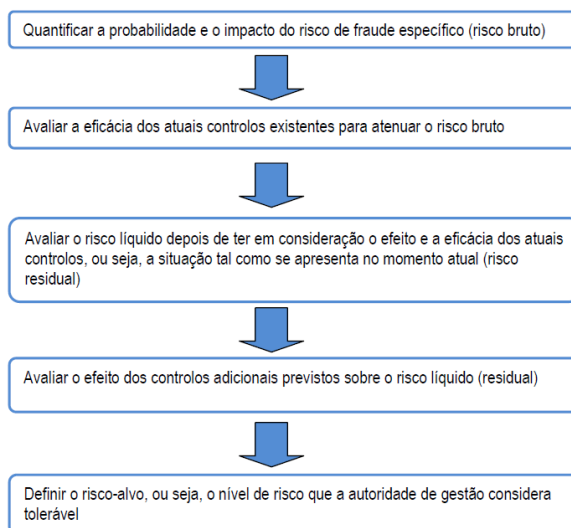 Quantificar a probabilidade e o impacto do risco de fraude específico (risco bruto)
Avaliar a eficácia dos atuais controlos existentes para atenuar o risco bruto
Avaliar o risco líquido depois de ter em consideração o efeito e a eficácia dos atuais
controlos, ou seja, a situação tal como se apresenta no momento atual (risco
residual)
Avaliar o efeito dos controlos adicionais previstos sobre o risco líquido (residual)
Definir o risco-alvo, ou seja, o nível de risco que a autoridade de gestão considera
tolerável